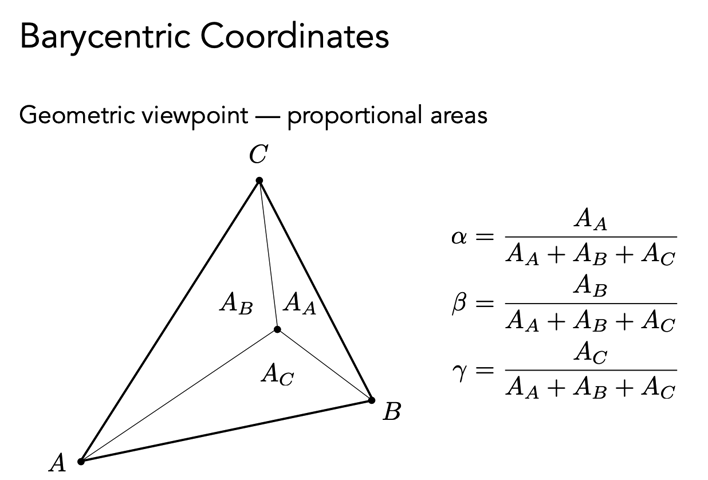 Barycentric Coordinates
Geometric viewpoint — proportional areas
C
A_B A_A
A_C
B
A
α = A_A / (A_A + A_B + A_C)
β = A_B / (A_A + A_B + A_C)
γ = A_C / (A_A + A_B + A_C)